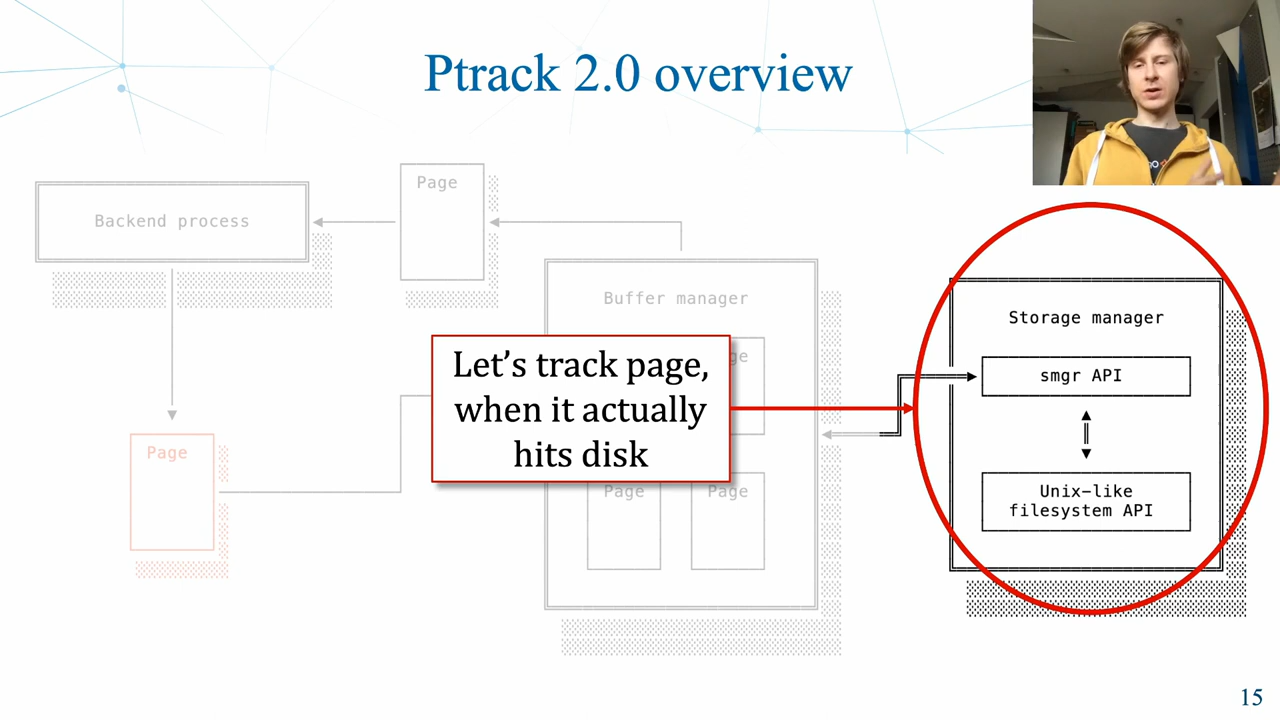 Ptrack 2.0 overview
Page
Backend process
Buffer manager
Storage manager
Let's track page,
when it actually
hits disk
smgr API
Page
Page
Page
Unix-like
filesystem API
15